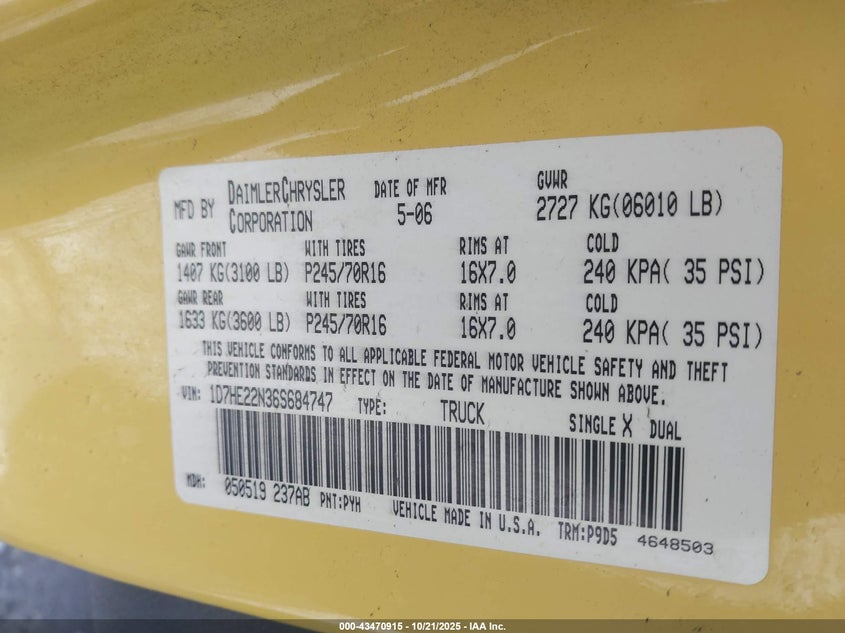 MFD BY DAIMLERCHRYSLER CORPORATION DATE OF MFR 5-06 GVWR 2727 KG(06010 LB)
GAWR FRONT WITH TIRES RIMS AT COLD
1407 KG(3100 LB) P245/70R16 16X7.0 240 KPA( 35 PSI)
GAWR REAR WITH TIRES RIMS AT COLD
1633 KG(3600 LB) P245/70R16 16X7.0 240 KPA( 35 PSI)
THIS VEHICLE CONFORMS TO ALL APPLICABLE FEDERAL MOTOR VEHICLE SAFETY AND THEFT
PREVENTION STANDARDS IN EFFECT ON THE DATE OF MANUFACTURE SHOWN ABOVE.
VIN: 1D7HE22N36S684747 TYPE: TRUCK SINGLE X DUAL
MDH: 050519 237AB PNT:PYH VEHICLE MADE IN U.S.A. TRM:P9D5 4648503
000-43470915 - 10/21/2025 - IAA Inc.